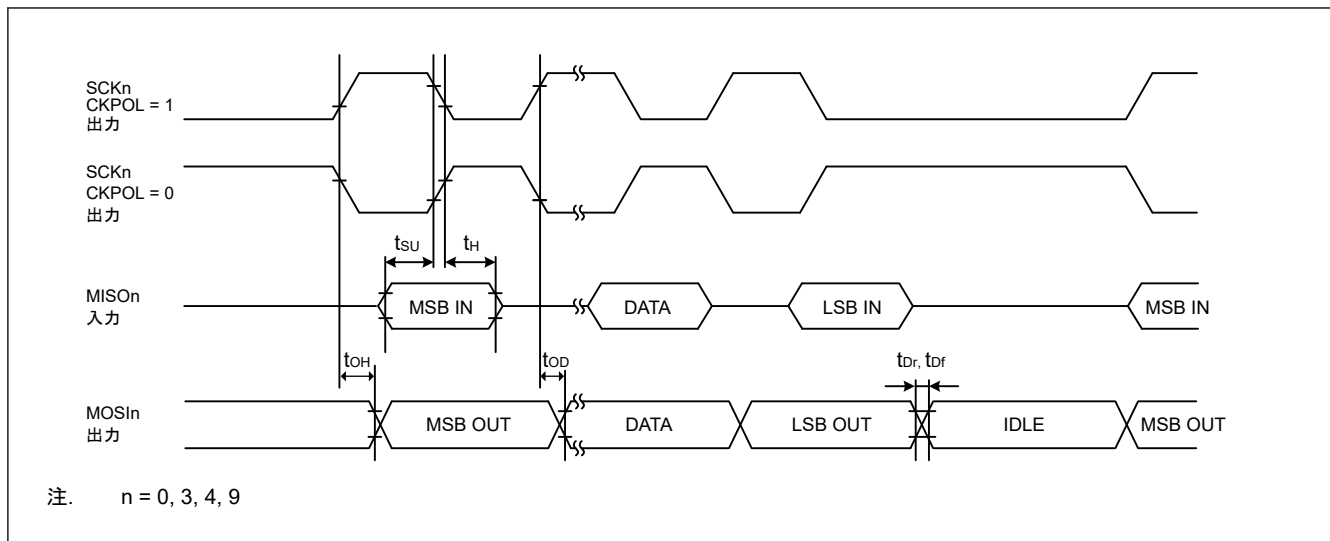 SCKn
CKPOL = 1
出力
SCKn
CKPOL = 0
出力
tSU
tH
MISOn
入力
MSB IN
DATA
LSB IN
MSB IN
tOH
tOD
tDr, tDf
MOSIn
出力
MSB OUT
DATA
LSB OUT
IDLE
MSB OUT
注. n = 0, 3, 4, 9